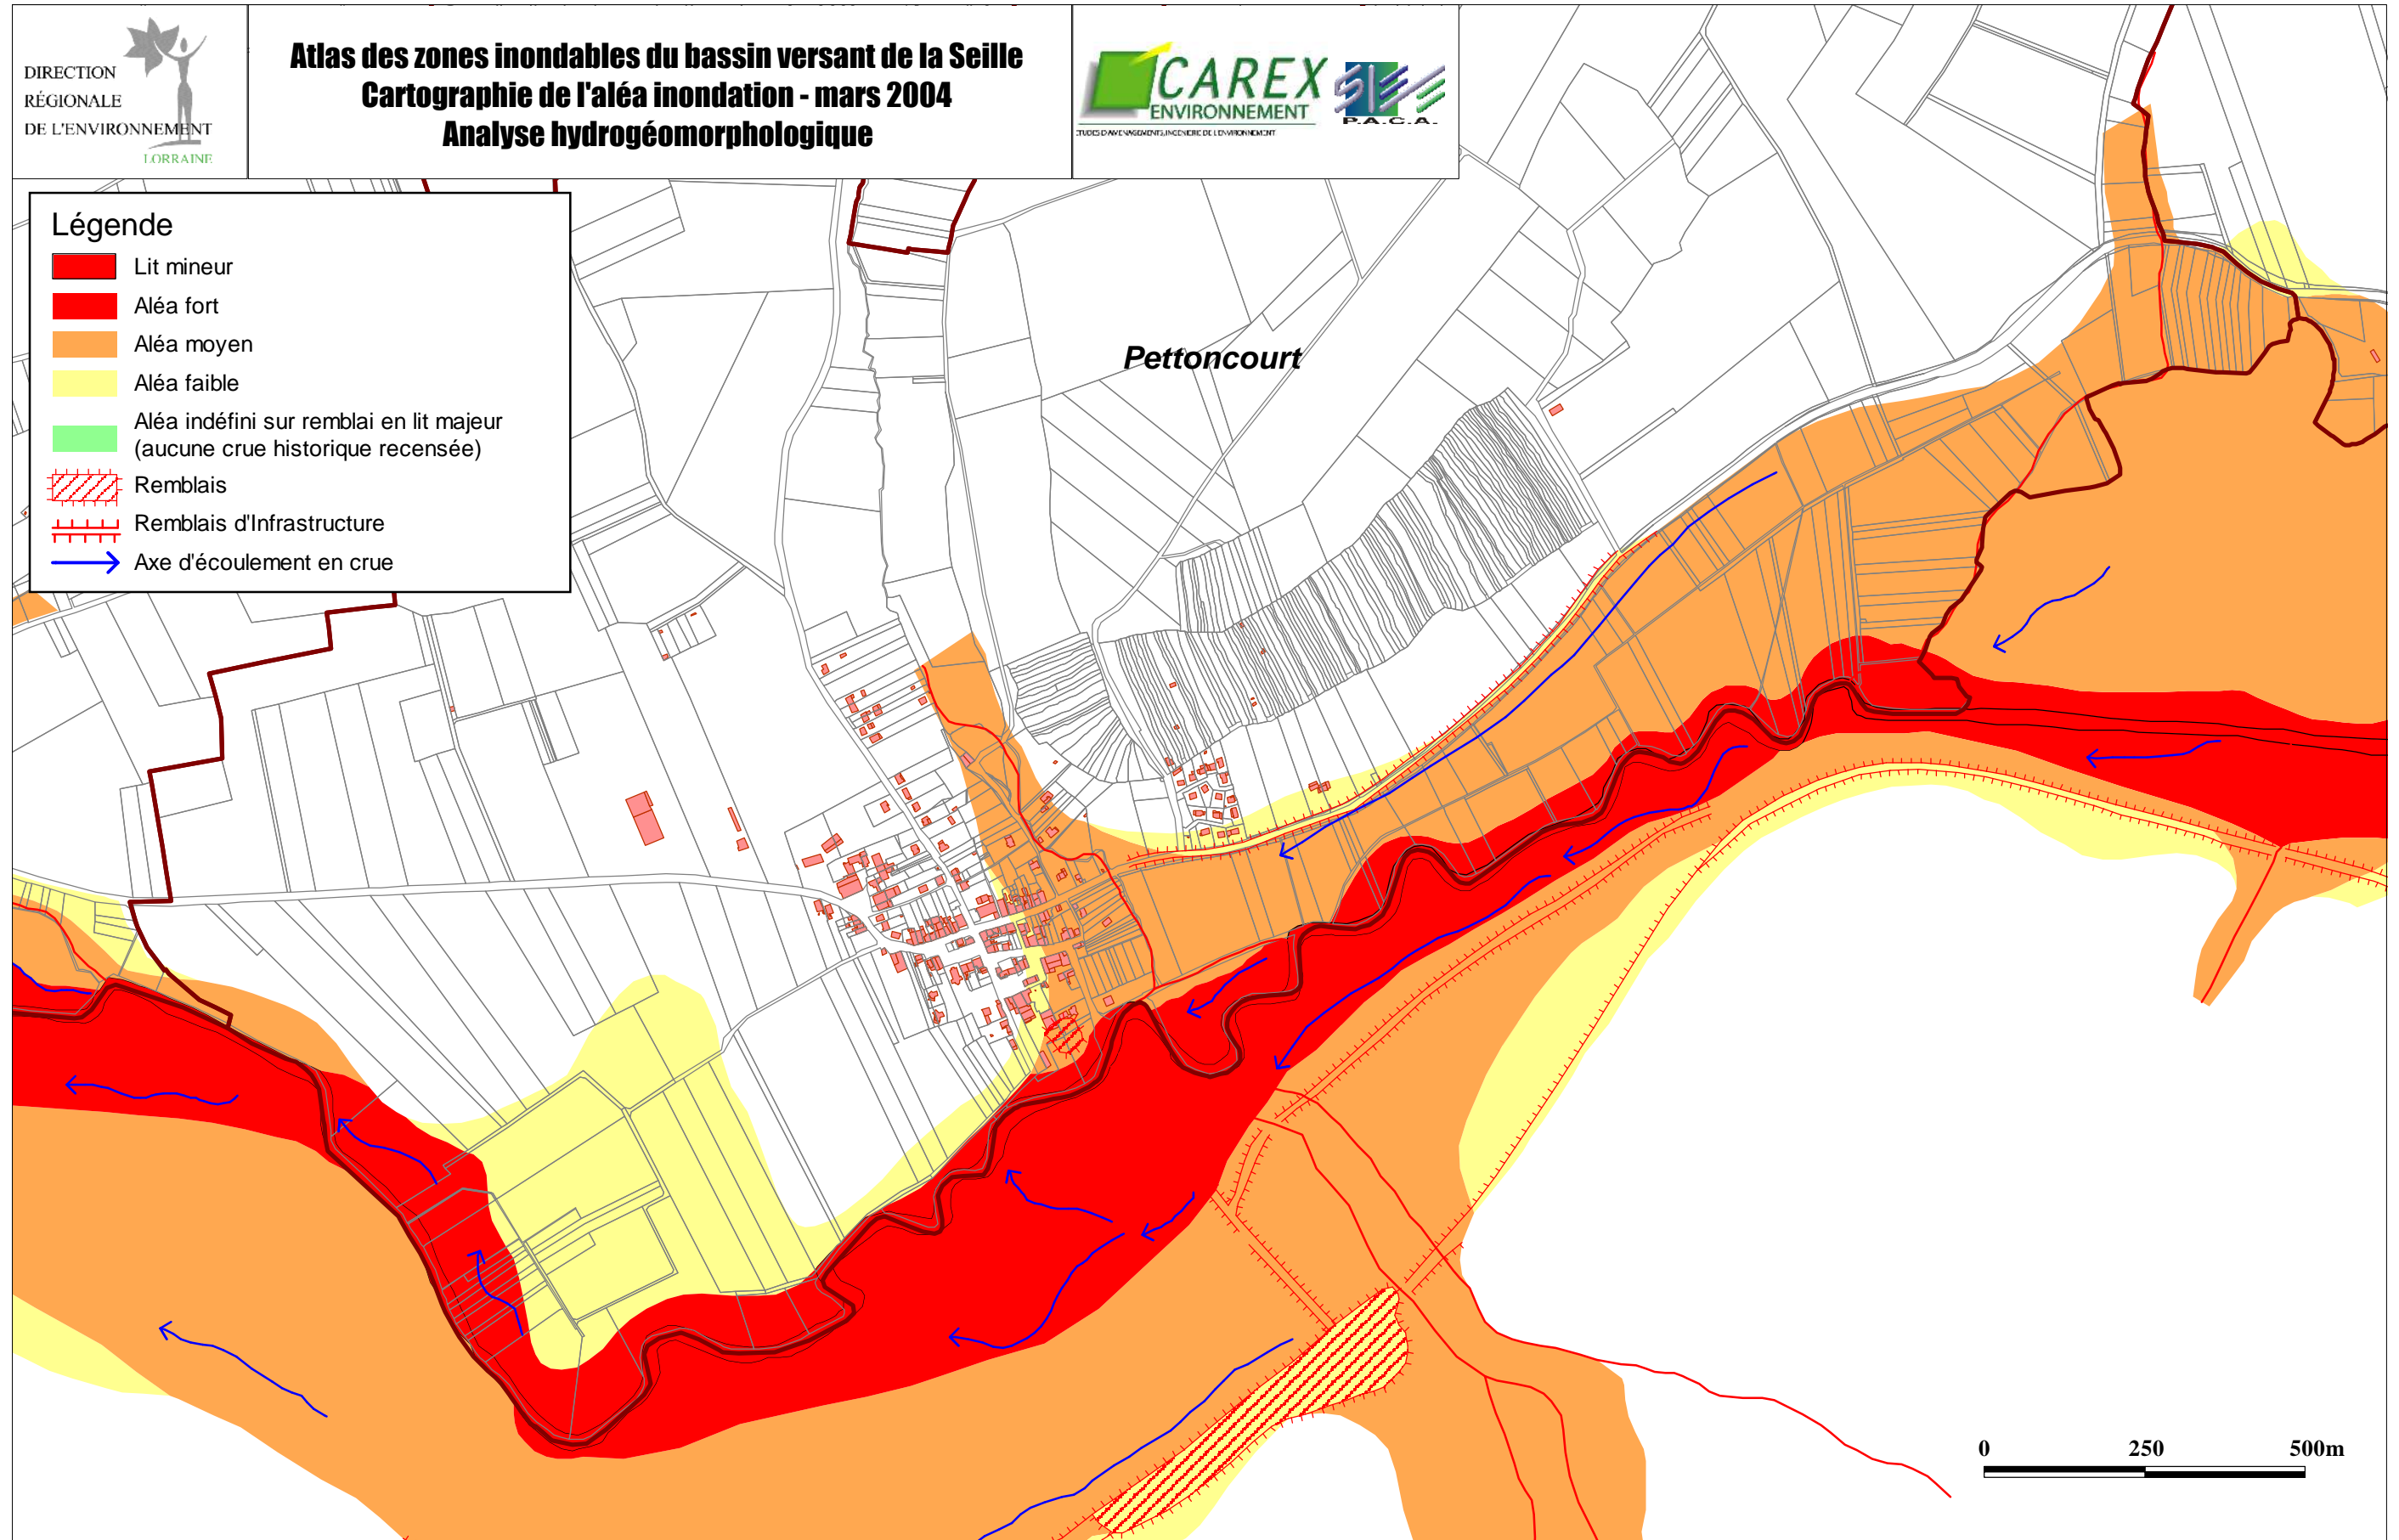 DIRECTION
RÉGIONALE
DE L'ENVIRONNEMENT
LORRAINE
Atlas des zones inondables du bassin versant de la Seille
Cartographie de l'aléa inondation - mars 2004
Analyse hydrogéomorphologique
CAREX
ENVIRONNEMENT
P.A.C.A.
Légende
Lit mineur
Aléa fort
Aléa moyen
Aléa faible
Aléa indéfini sur remblai en lit majeur
(aucune crue historique recensée)
Remblais
Remblais d'Infrastructure
Axe d'écoulement en crue
Pettoncourt
0 250 500m